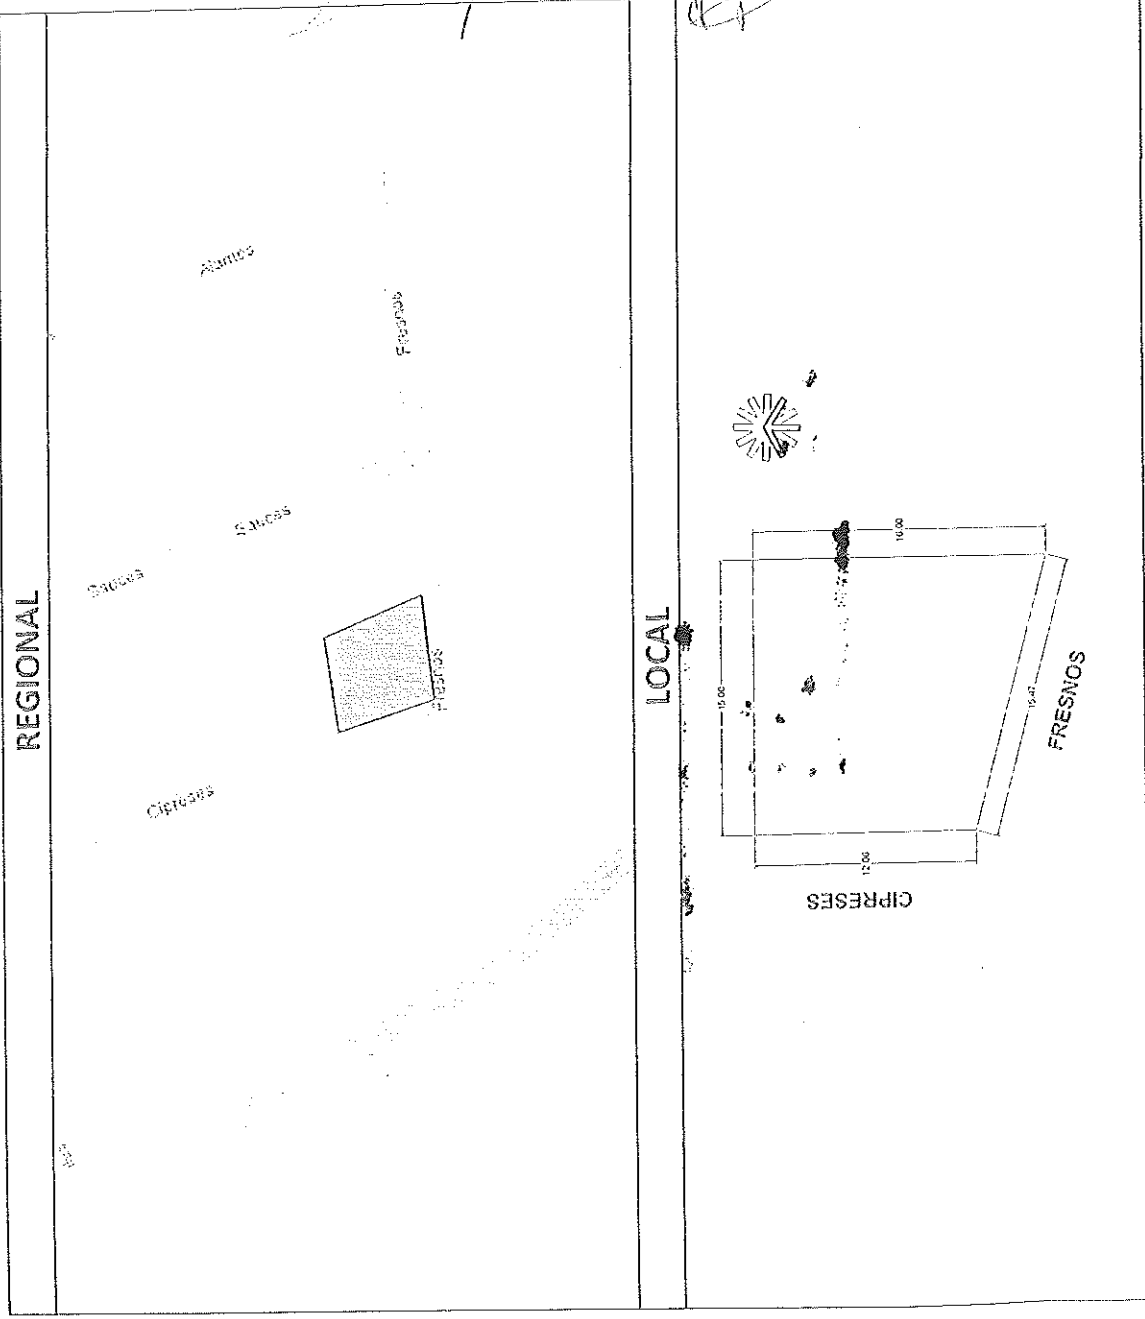 REGIONAL
Alamos
Fresnos
Sauces
Sauces
Fresnos
Cipreses
LOCAL
16.00
15.00
15.47
FRESNOS
12.00
CIPRESES